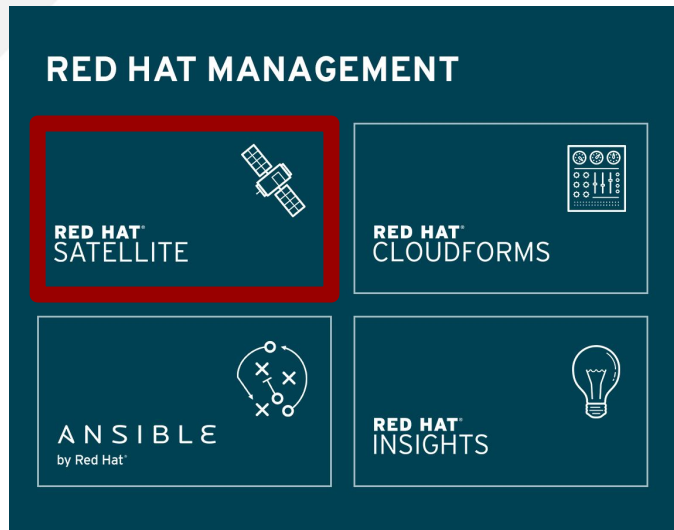 RED HAT MANAGEMENT
RED HAT®
SATELLITE
RED HAT®
CLOUDFORMS
ANSIBLE
by Red Hat®
RED HAT®
INSIGHTS